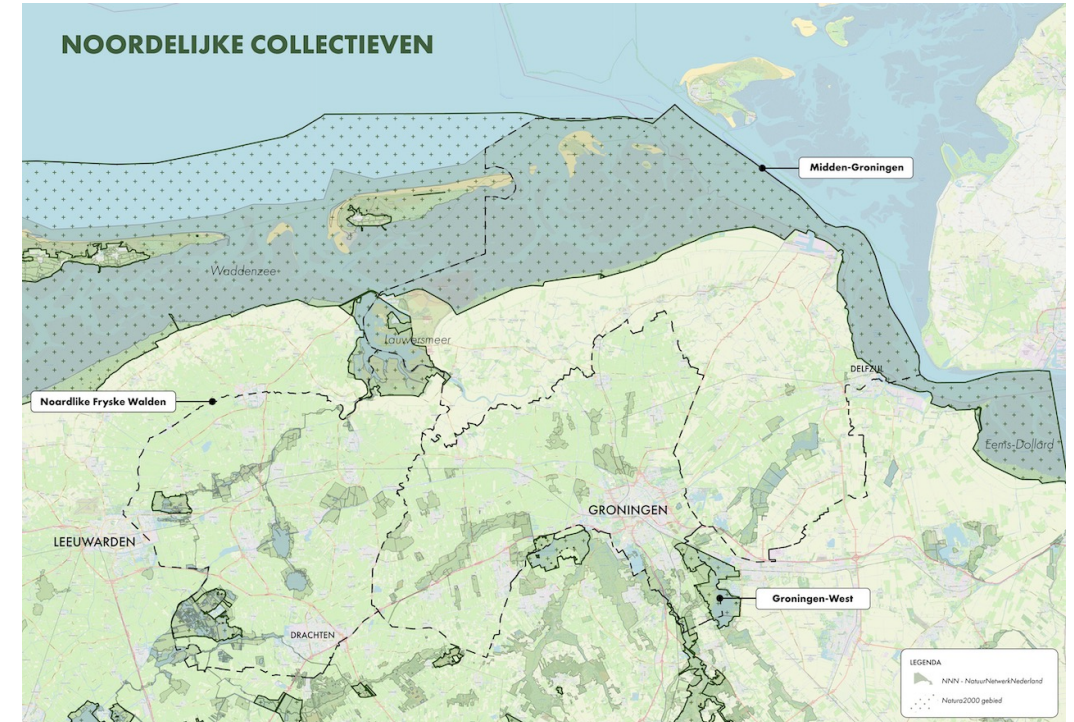 NOORDELIJKE COLLECTIEVEN
Midden-Groningen
Waddenzee
Lauwersmeer
DELFZIJL
Noardlike Fryske Walden
Eems-Dollard
GRONINGEN
LEEUWARDEN
Groningen-West
DRACHTEN
LEGENDA
NNN - NatuurNetwerkNederland
Natura2000 gebied